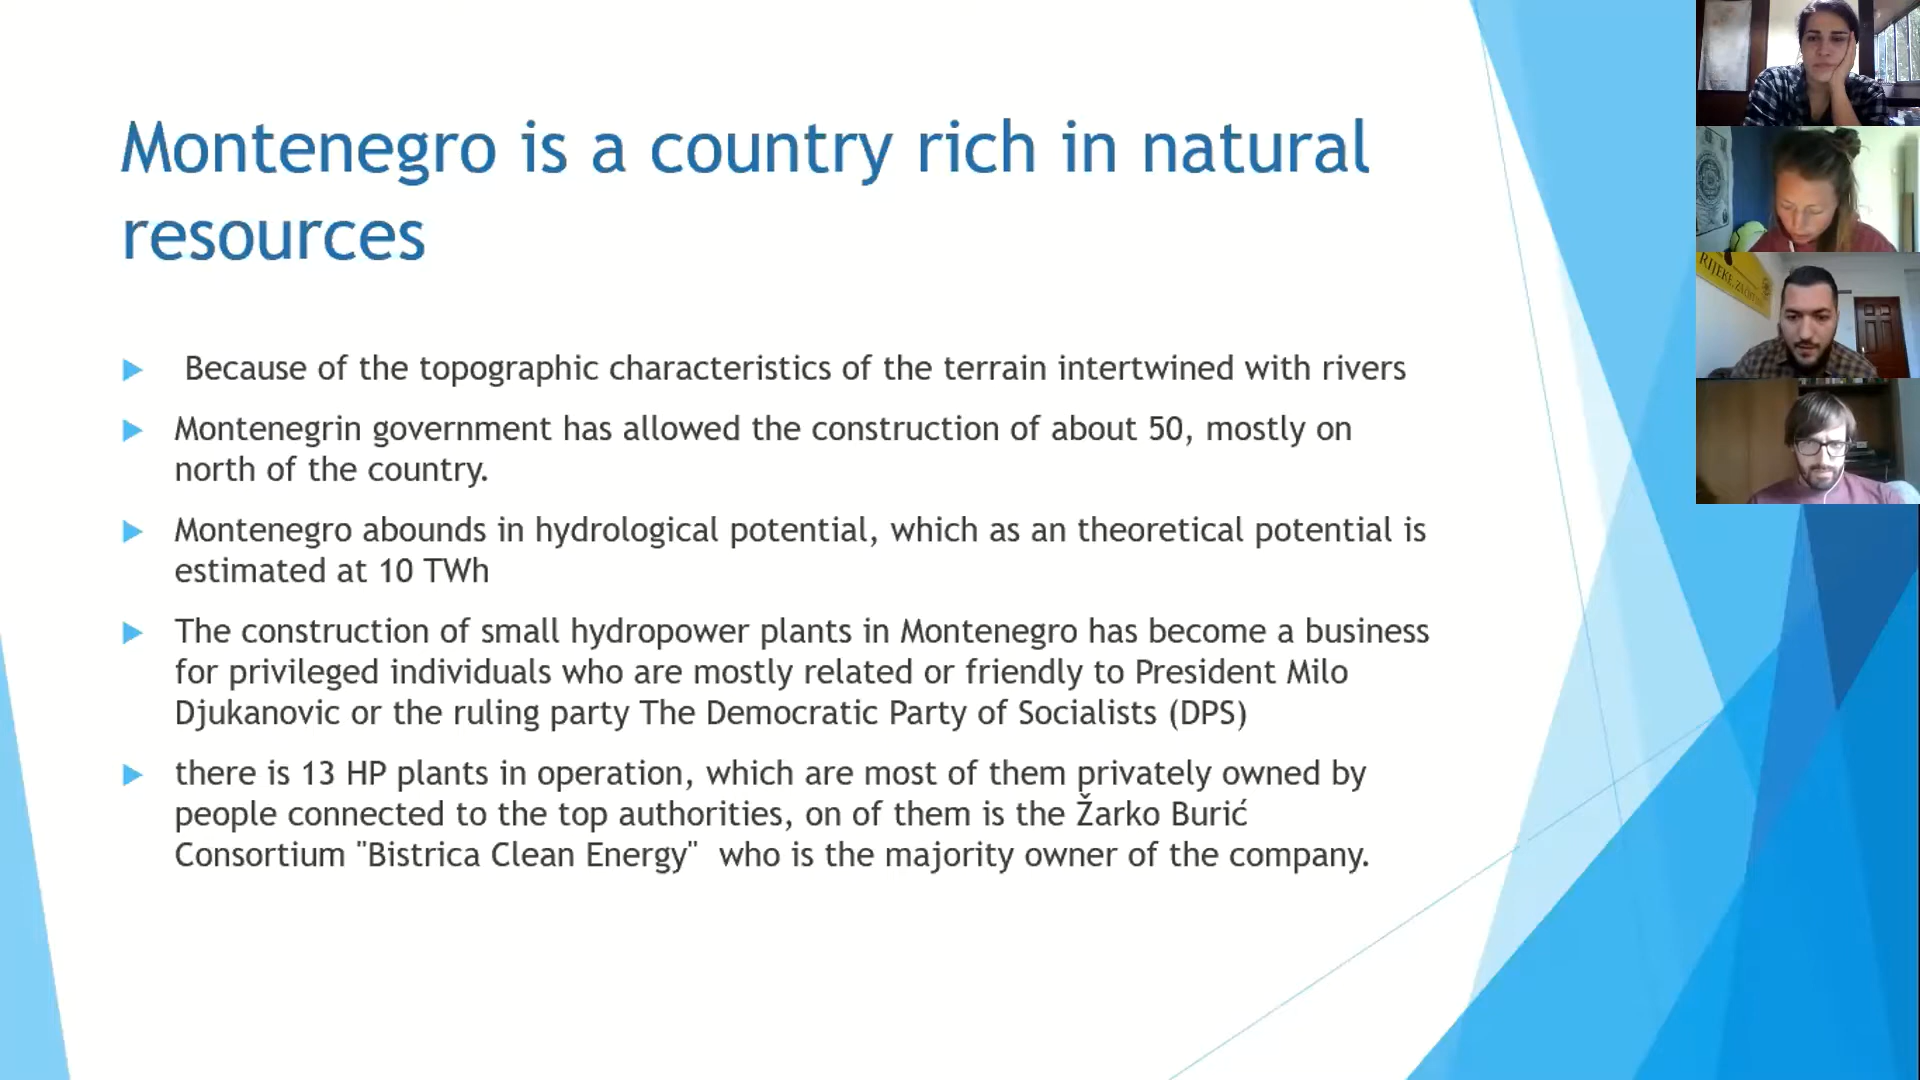 Montenegro is a country rich in natural
resources
Because of the topographic characteristics of the terrain intertwined with rivers
Montenegrin government has allowed the construction of about 50, mostly on
north of the country.
Montenegro abounds in hydrological potential, which as an theoretical potential is
estimated at 10 TWh
The construction of small hydropower plants in Montenegro has become a business
for privileged individuals who are mostly related or friendly to President Milo
Djukanovic or the ruling party The Democratic Party of Socialists (DPS)
there is 13 HP plants in operation, which are most of them privately owned by
people connected to the top authorities, on of them is the Žarko Burić
Consortium "Bistrica Clean Energy"  who is the majority owner of the company.
RIJEKE